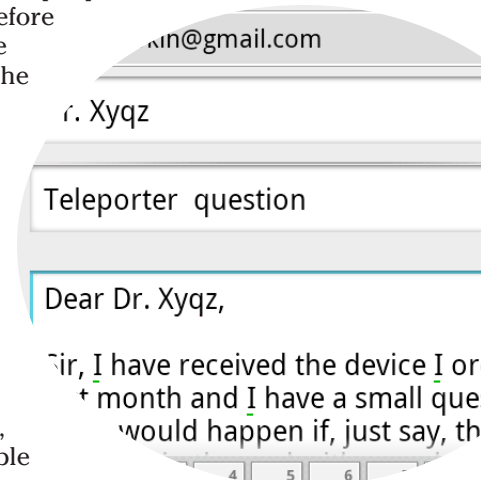 efore
e
he
kin@gmail.com
r. Xyqz
Teleporter question
Dear Dr. Xyqz,
Sir, I have received the device I or
t month and I have a small que
would happen if, just say, th
,
ble
4 5 6